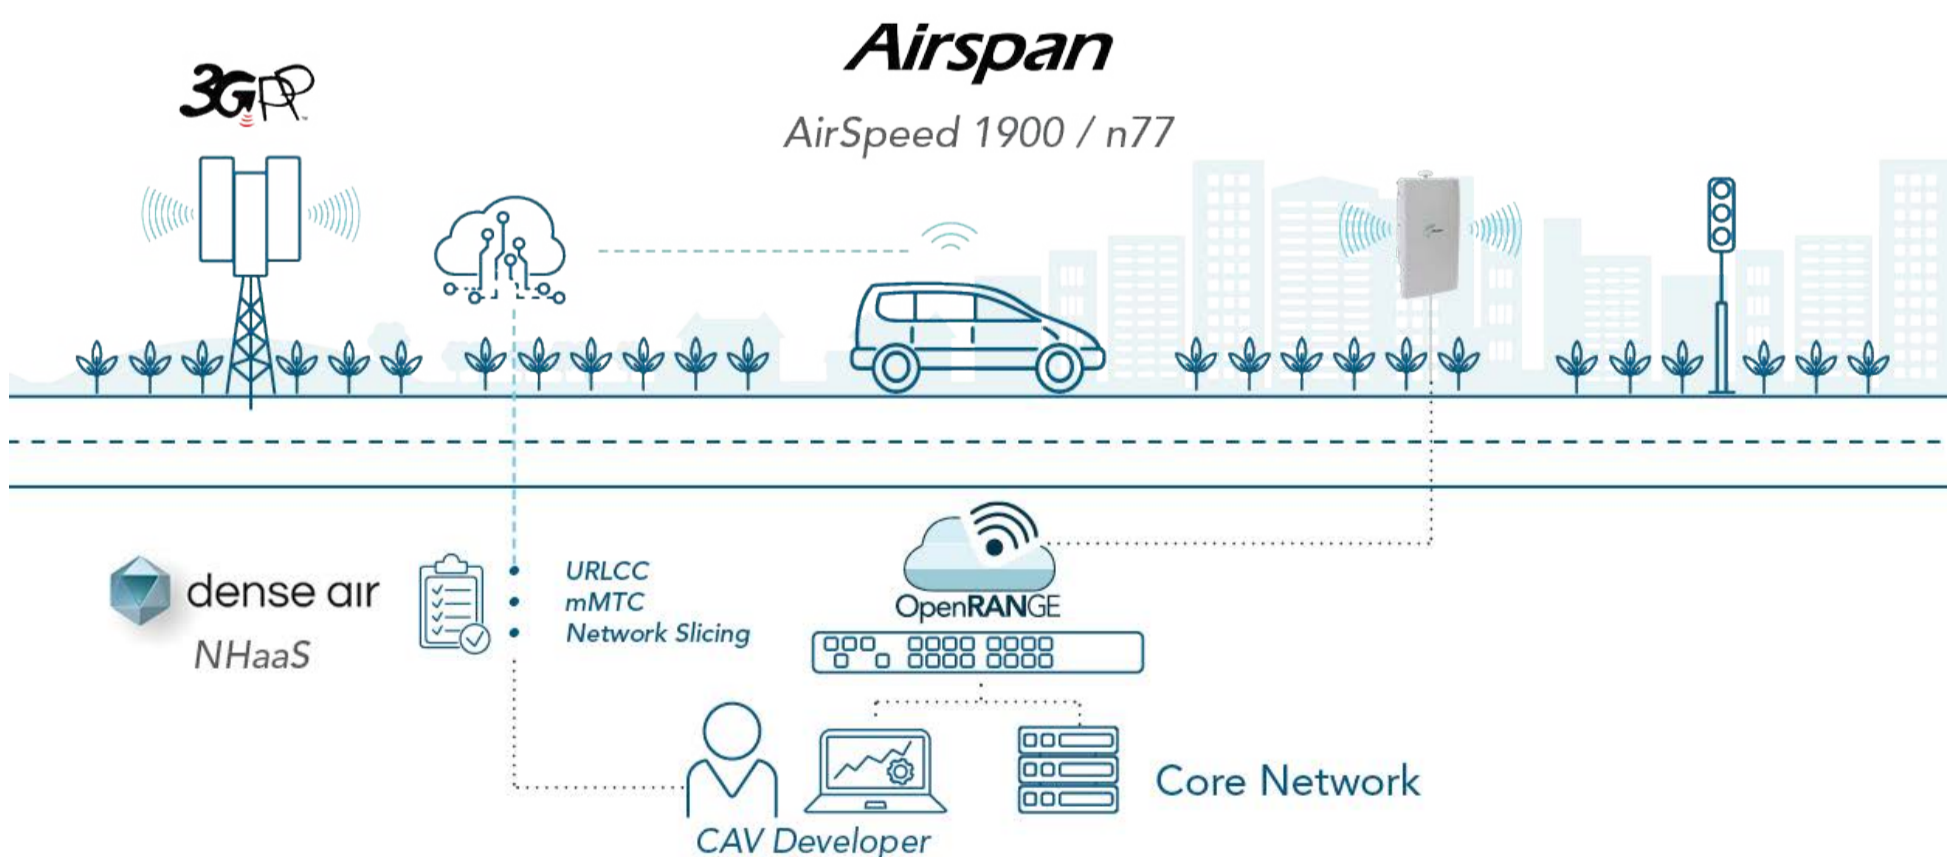 Airspan
3GPP
AirSpeed 1900 / n77
dense air
NHaaS
URLCC
mMTC
Network Slicing
OpenRANGE
Core Network
CAV Developer